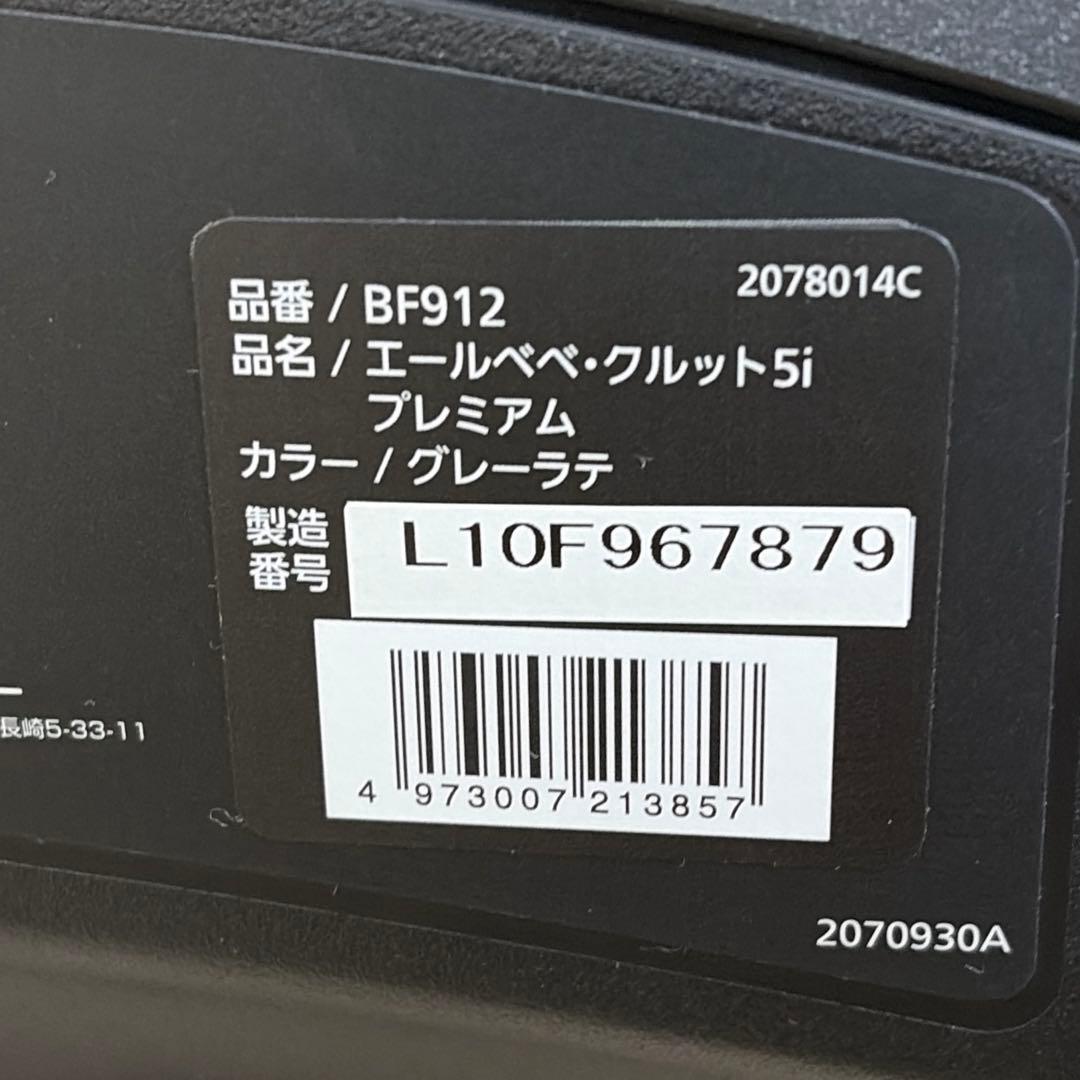 2078014C
品番 / BF912
品名 / エールベベ・クルット5i
プレミアム
カラー / グレーラテ
製造
番号
L10F967879
4 973007 213857
長崎5-33-11
2070930A